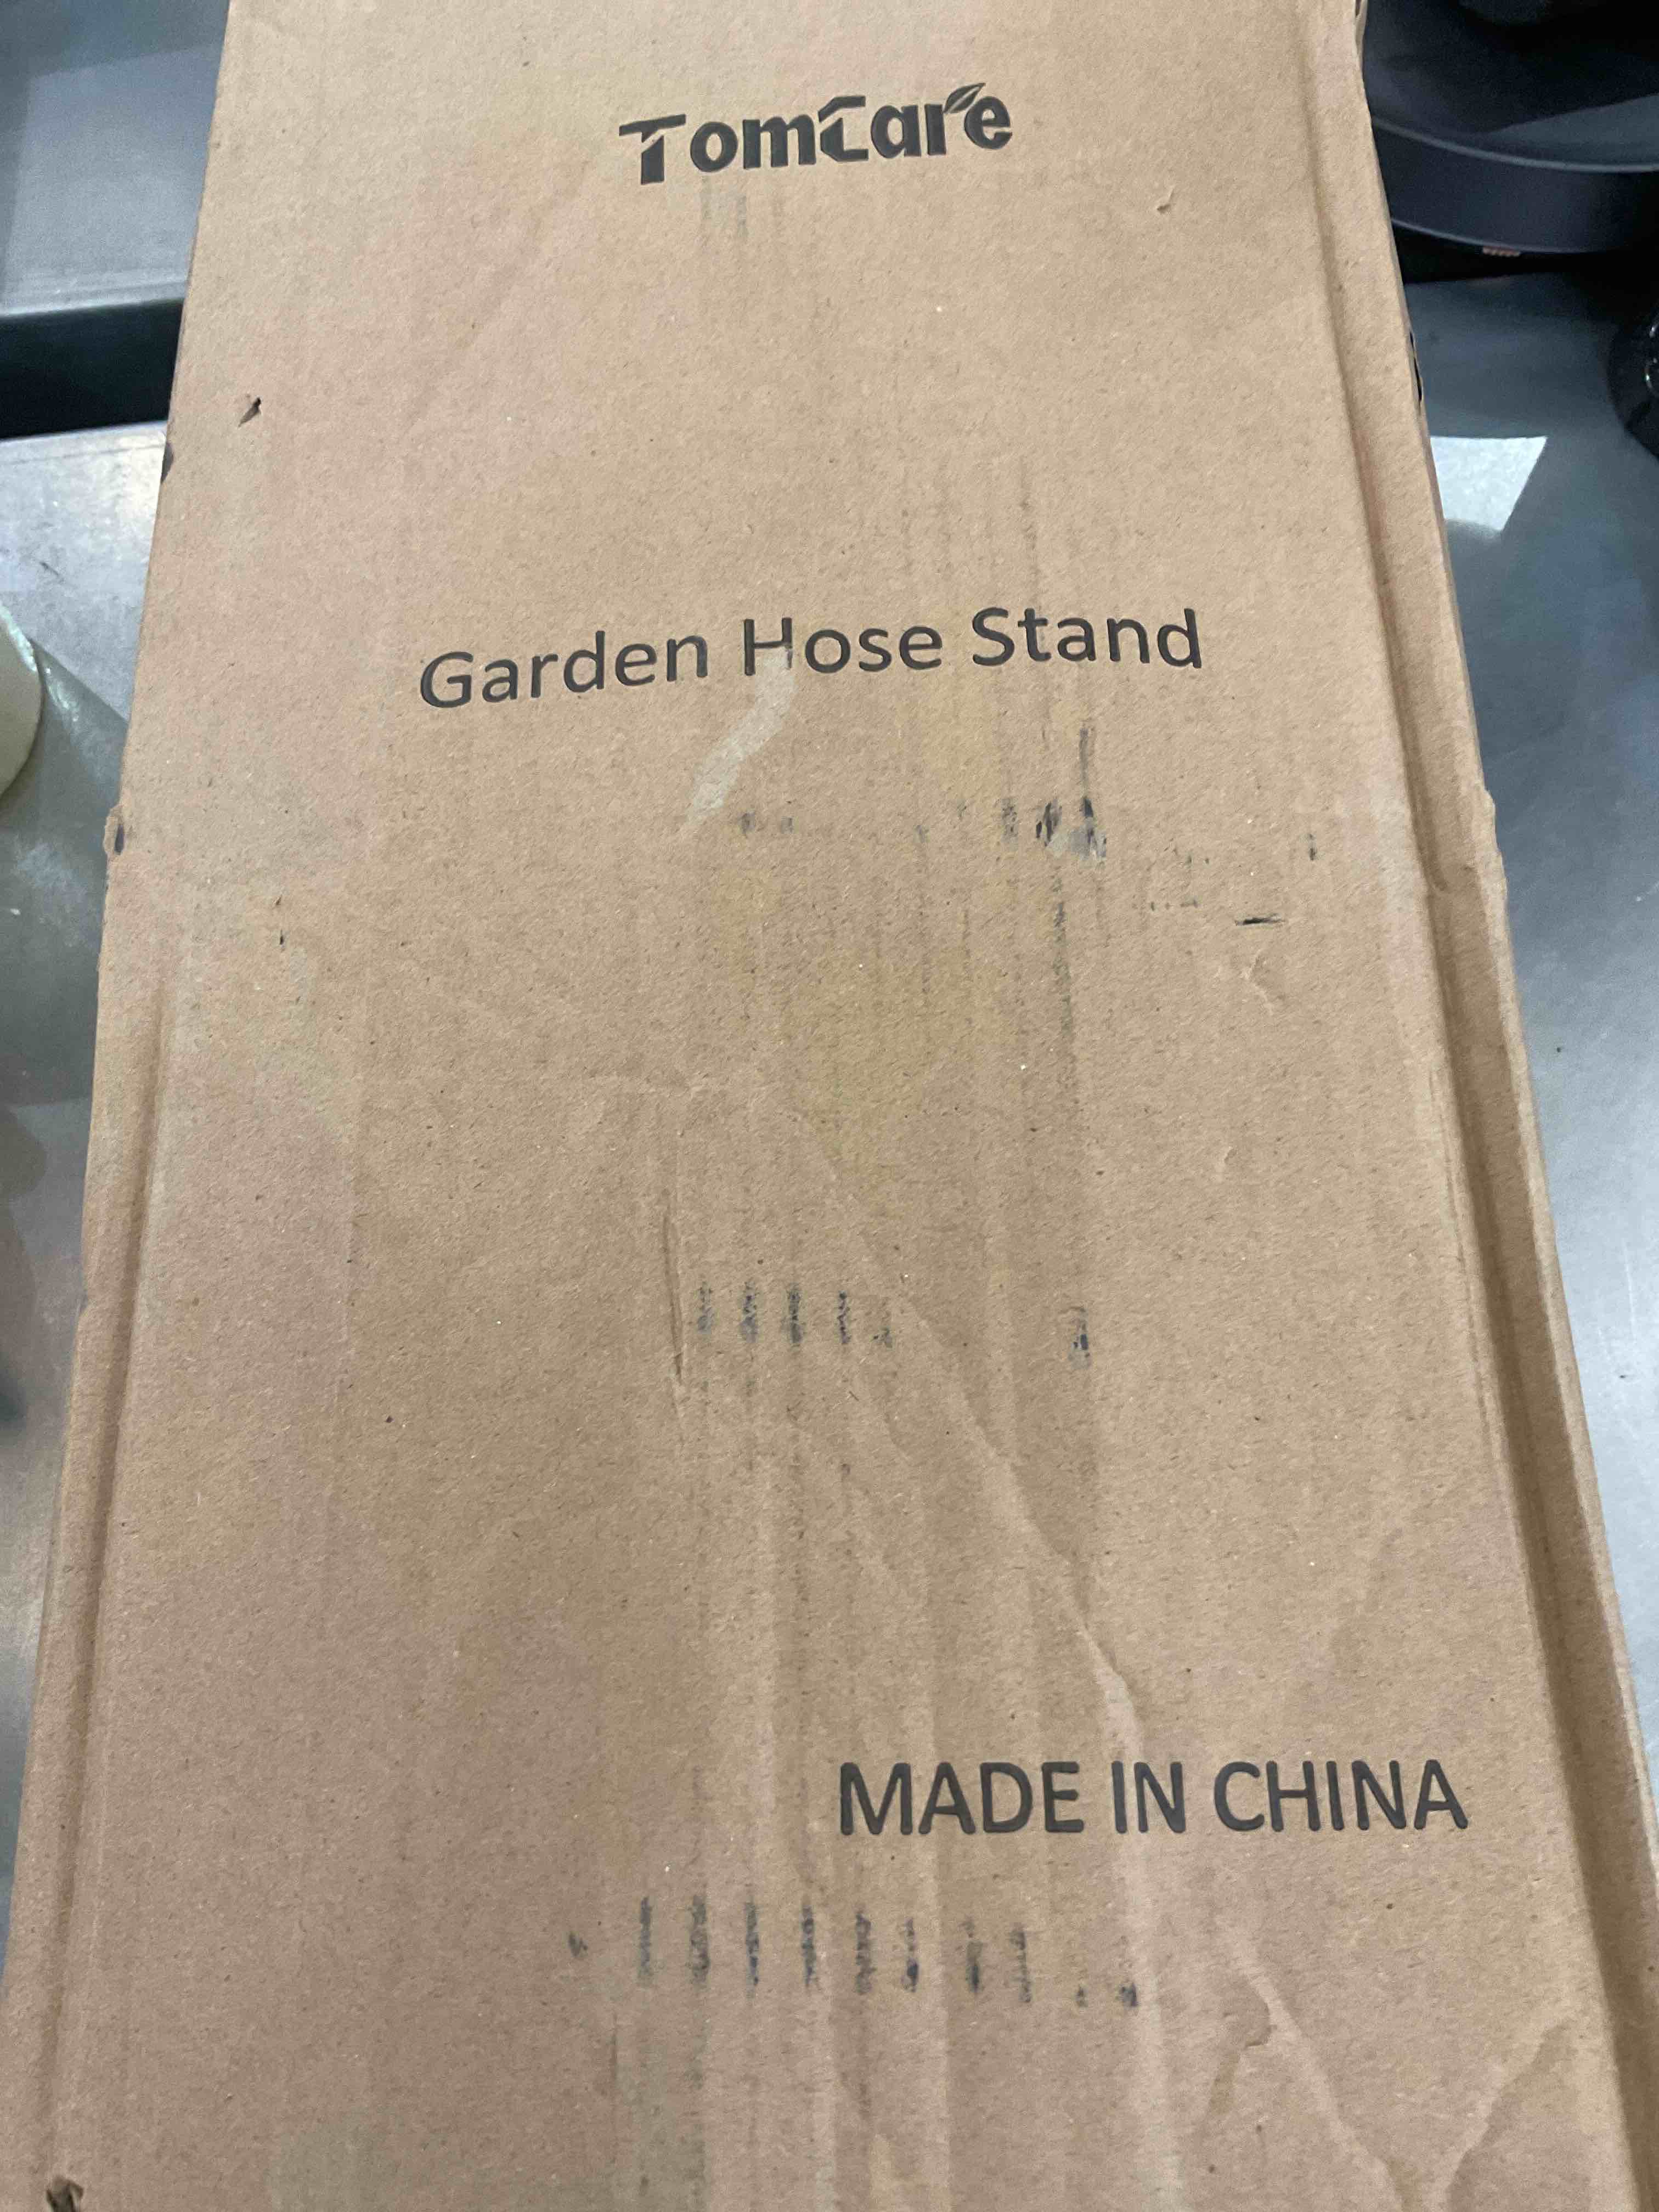 TomCare
Garden Hose Stand
MADE IN CHINA